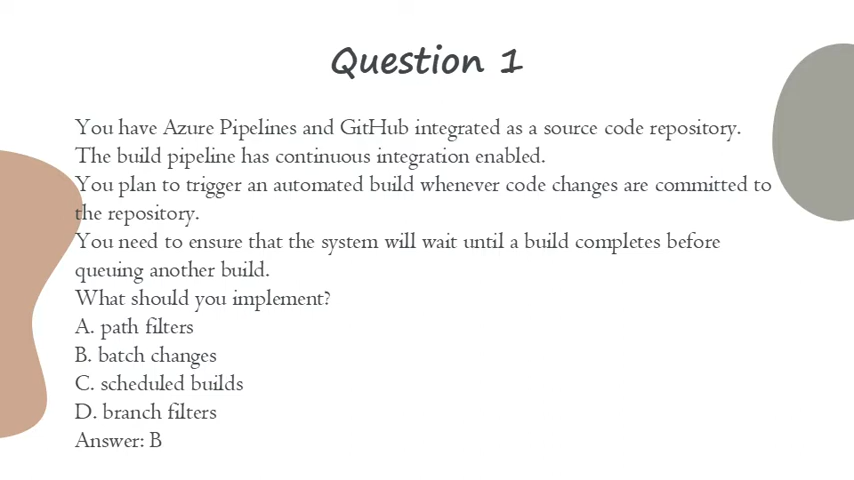 Question 1
You have Azure Pipelines and GitHub integrated as a source code repository.
The build pipeline has continuous integration enabled.
You plan to trigger an automated build whenever code changes are committed to
the repository.
You need to ensure that the system will wait until a build completes before
queuing another build.
What should you implement?
A. path filters
B. batch changes
C. scheduled builds
D. branch filters
Answer: B